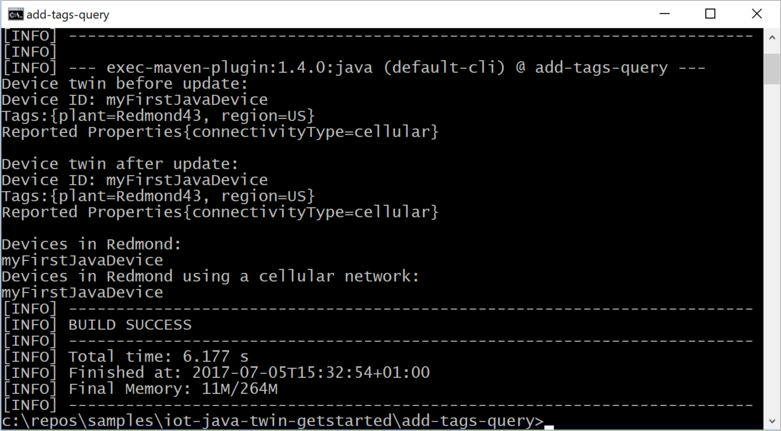 add-tags-query
[INFO] ------------------------------------------------------------------------
[INFO]
[INFO] --- exec-maven-plugin:1.4.0:java (default-cli) @ add-tags-query ---
Device twin before update:
Device ID: myFirstJavaDevice
Tags:{plant=Redmond43, region=US}
Reported Properties{connectivityType=cellular}
Device twin after update:
Device ID: myFirstJavaDevice
Tags:{plant=Redmond43, region=US}
Reported Properties{connectivityType=cellular}
Devices in Redmond:
myFirstJavaDevice
Devices in Redmond using a cellular network:
myFirstJavaDevice
[INFO] ------------------------------------------------------------------------
[INFO] BUILD SUCCESS
[INFO] ------------------------------------------------------------------------
[INFO] Total time: 6.177 s
[INFO] Finished at: 2017-07-05T15:32:54+01:00
[INFO] Final Memory: 11M/264M
[INFO] ------------------------------------------------------------------------
c:\repos\samples\iot-java-twin-getstarted\add-tags-query>